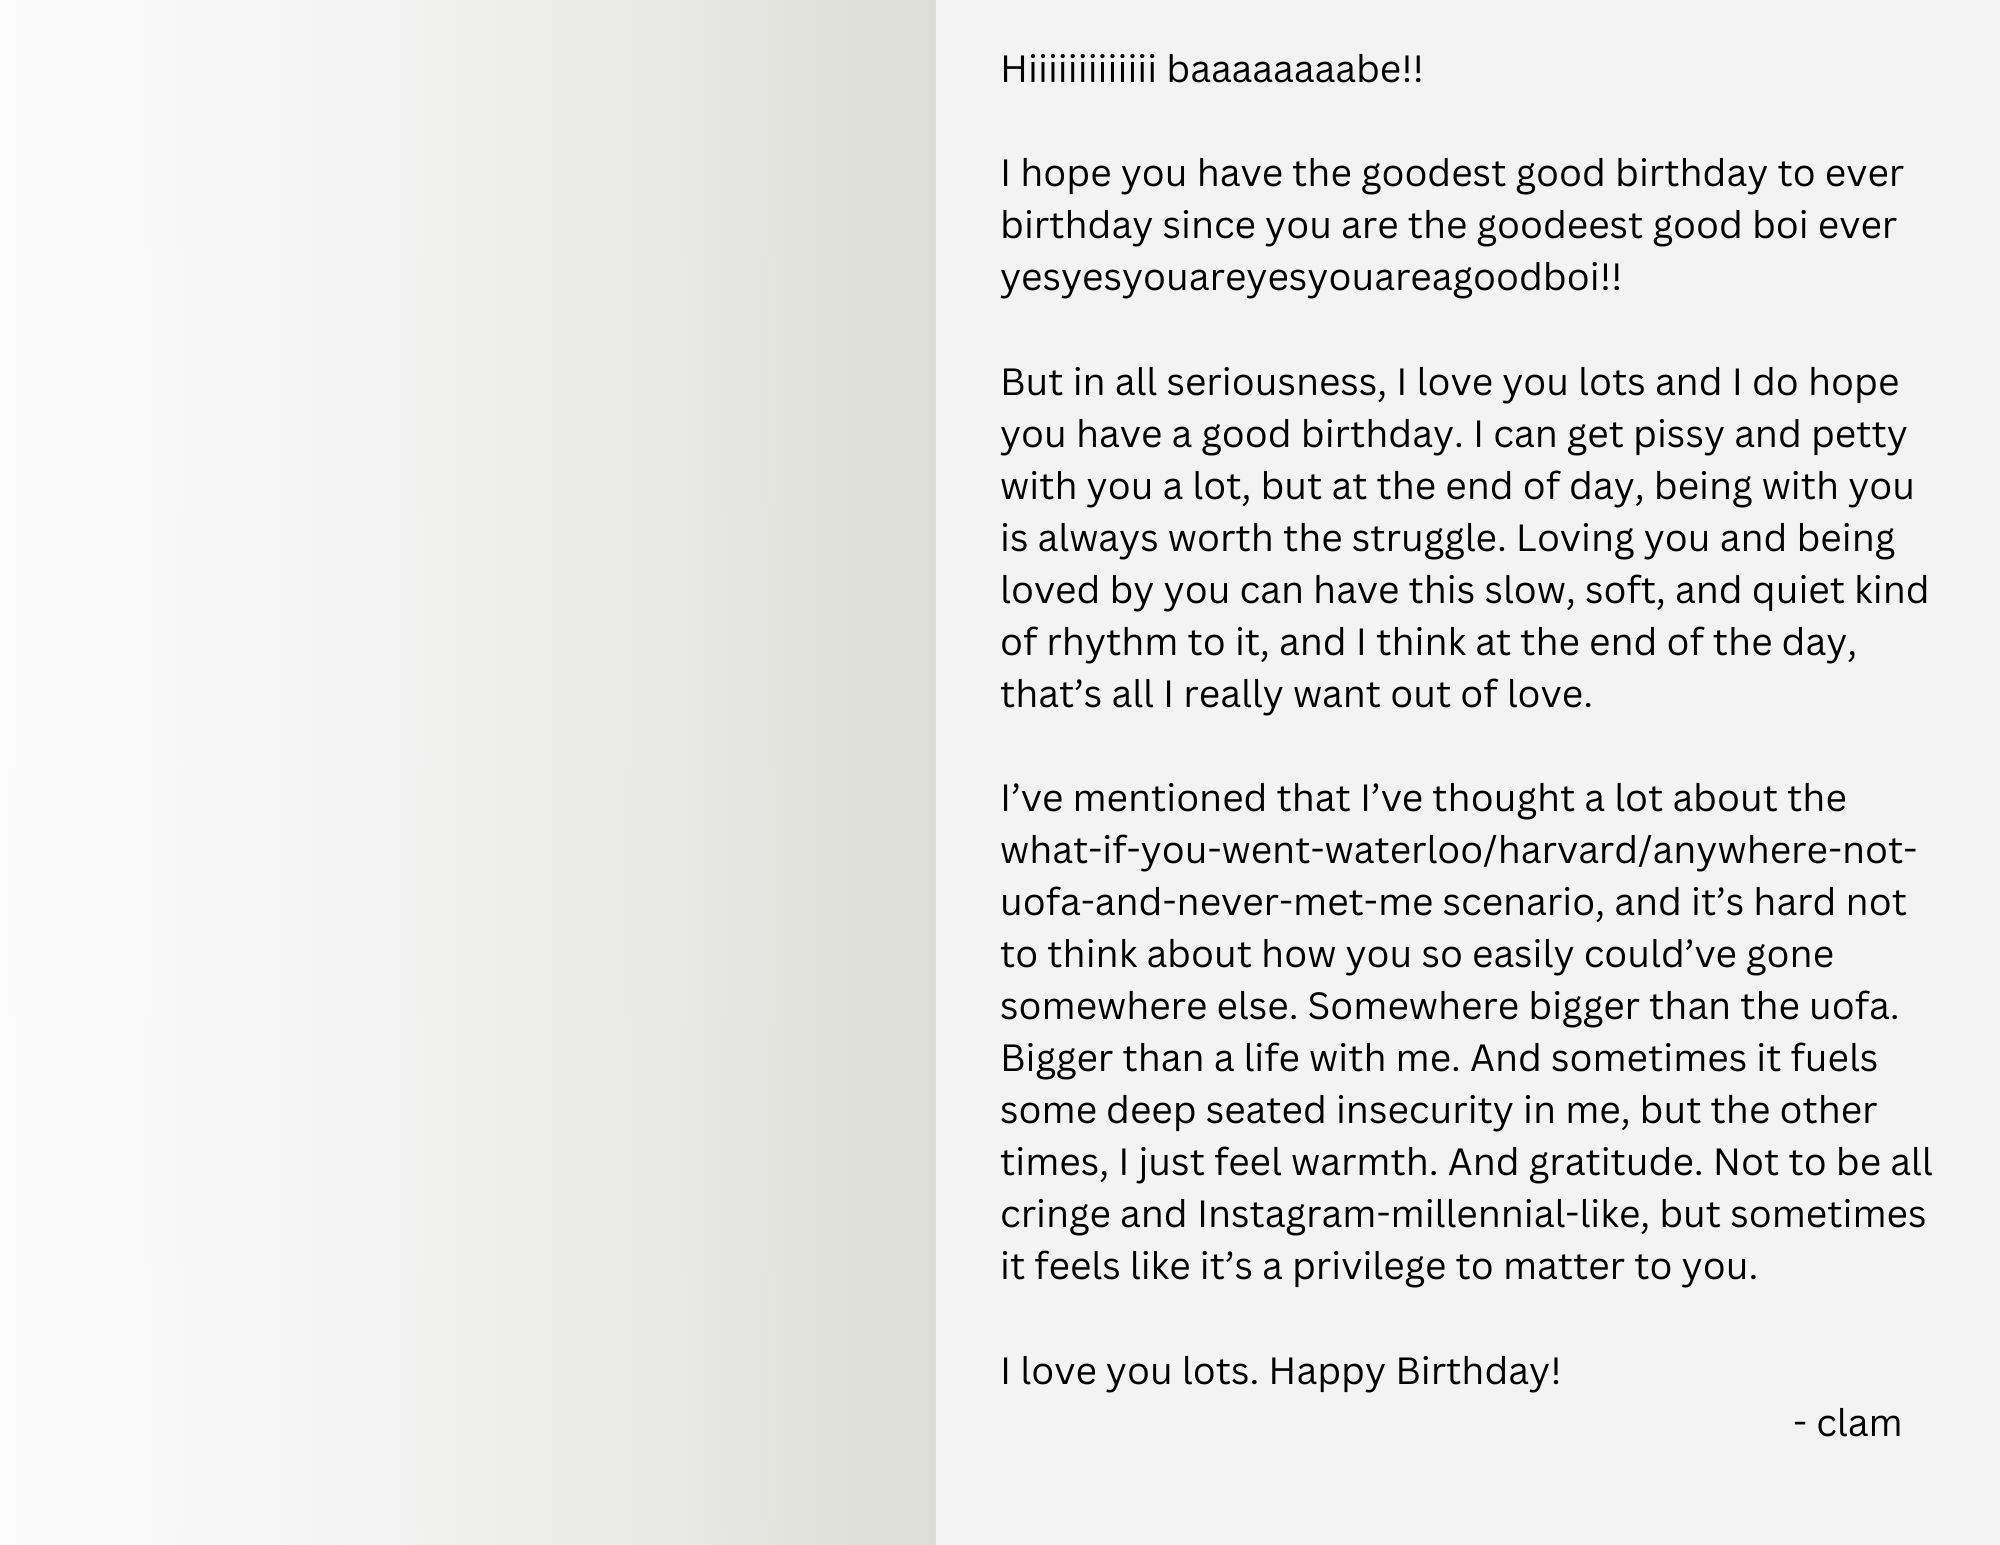 Hiiiiiiiiiiiii baaaaaaaabe!!
I hope you have the goodest good birthday to ever
birthday since you are the goodeest good boi ever
yesyesyouareyesyouareagoodboi!!
But in all seriousness, I love you lots and I do hope
you have a good birthday. I can get pissy and petty
with you a lot, but at the end of day, being with you
is always worth the struggle. Loving you and being
loved by you can have this slow, soft, and quiet kind
of rhythm to it, and I think at the end of the day,
that’s all I really want out of love.
I’ve mentioned that I’ve thought a lot about the
what-if-you-went-waterloo/harvard/anywhere-not-
uofa-and-never-met-me scenario, and it’s hard not
to think about how you so easily could’ve gone
somewhere else. Somewhere bigger than the uofa.
Bigger than a life with me. And sometimes it fuels
some deep seated insecurity in me, but the other
times, I just feel warmth. And gratitude. Not to be all
cringe and Instagram-millennial-like, but sometimes
it feels like it’s a privilege to matter to you.
I love you lots. Happy Birthday!
- clam